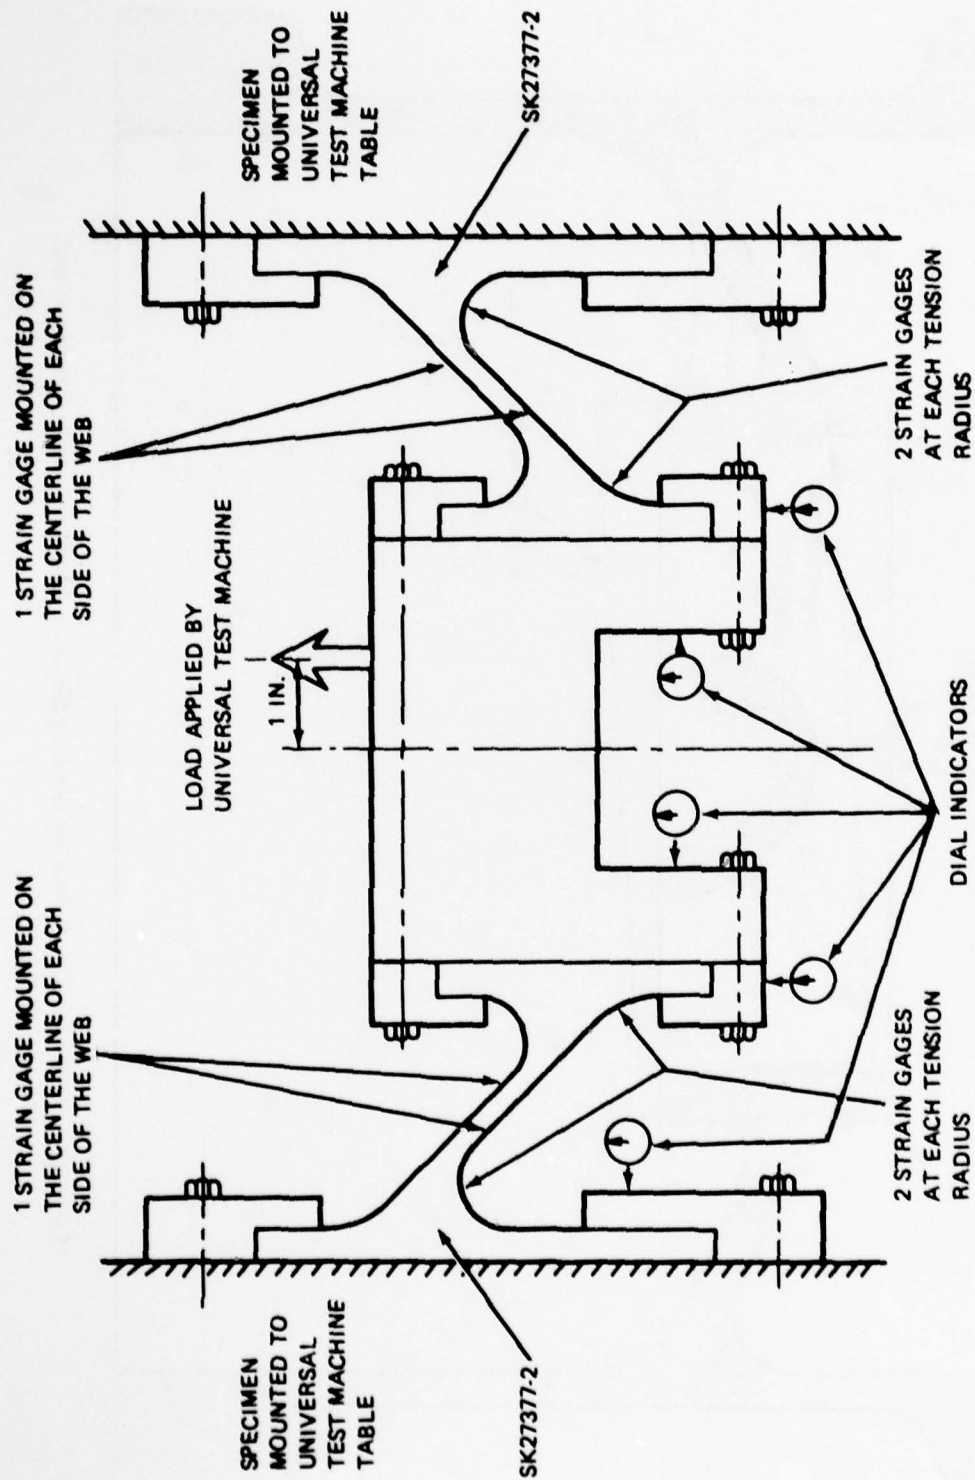 1 STRAIN GAGE MOUNTED ON
THE CENTERLINE OF EACH
SIDE OF THE WEB
1 STRAIN GAGE MOUNTED ON
THE CENTERLINE OF EACH
SIDE OF THE WEB
LOAD APPLIED BY
UNIVERSAL TEST MACHINE
1 IN.
SPECIMEN
MOUNTED TO
UNIVERSAL
TEST MACHINE
TABLE
SPECIMEN
MOUNTED TO
UNIVERSAL
TEST MACHINE
TABLE
SK27377-2
SK27377-2
2 STRAIN GAGES
AT EACH TENSION
RADIUS
2 STRAIN GAGES
AT EACH TENSION
RADIUS
DIAL INDICATORS